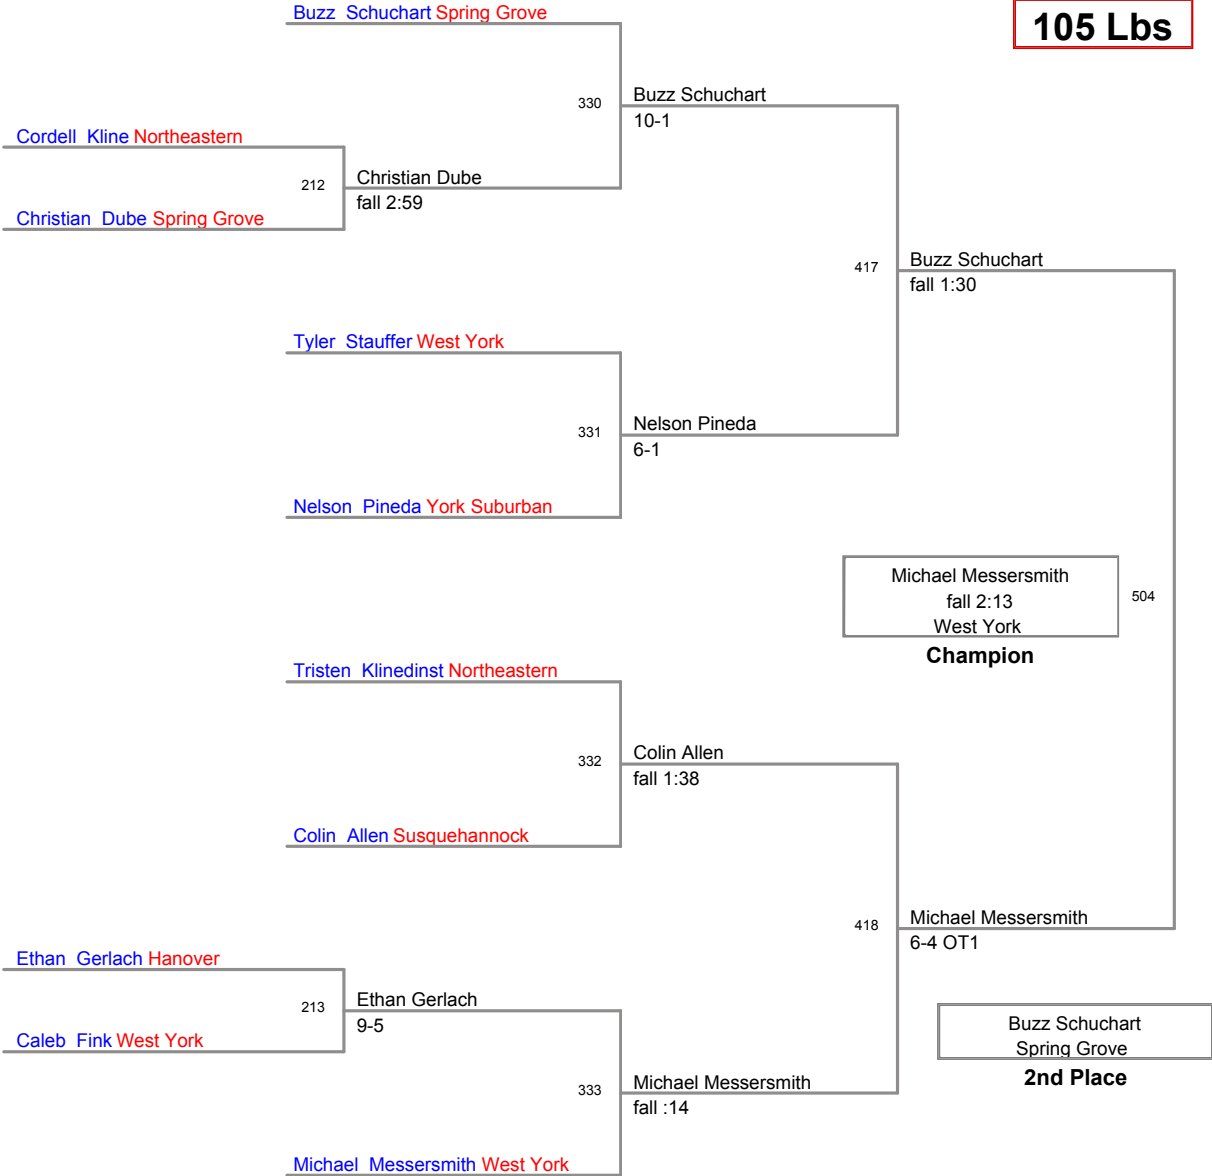 Buzz  Schuchart Spring Grove
105 Lbs
330
Buzz Schuchart
10-1
Cordell  Kline Northeastern
212
Christian Dube
fall 2:59
Christian  Dube Spring Grove
417
Buzz Schuchart
fall 1:30
Tyler  Stauffer West York
331
Nelson Pineda
6-1
Nelson  Pineda York Suburban
Michael Messersmith
fall 2:13
West York
504
Champion
Tristen  Klinedinst Northeastern
332
Colin Allen
fall 1:38
Colin  Allen Susquehannock
418
Michael Messersmith
6-4 OT1
Ethan  Gerlach Hanover
213
Ethan Gerlach
9-5
Caleb  Fink West York
Buzz Schuchart
Spring Grove
2nd Place
333
Michael Messersmith
fall :14
Michael  Messersmith West York